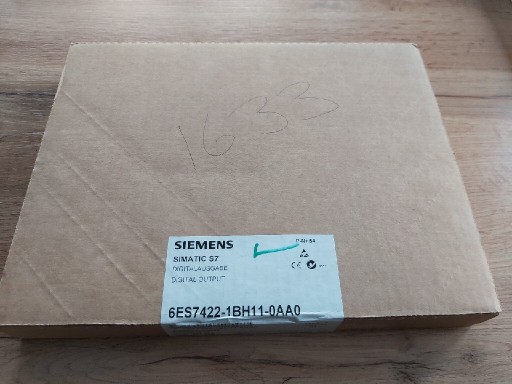 1633
SIEMENS
SIMATIC S7
DIGITALAUSGABE
DIGITAL OUTPUT
6ES7422-1BH11-0AA0